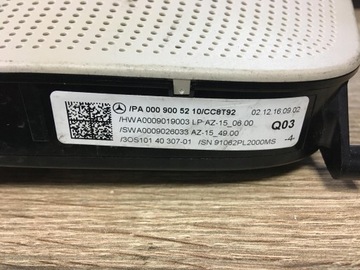 /PA 000 900 52 10/CC8T92 02.12.16:09.02
/HWA0009019003 LP:AZ-15_06.00 Q03
/SWA0009026033 AZ-15_49.00
/3OS101 40 307-01 /SN 91062PL2000MS -4-